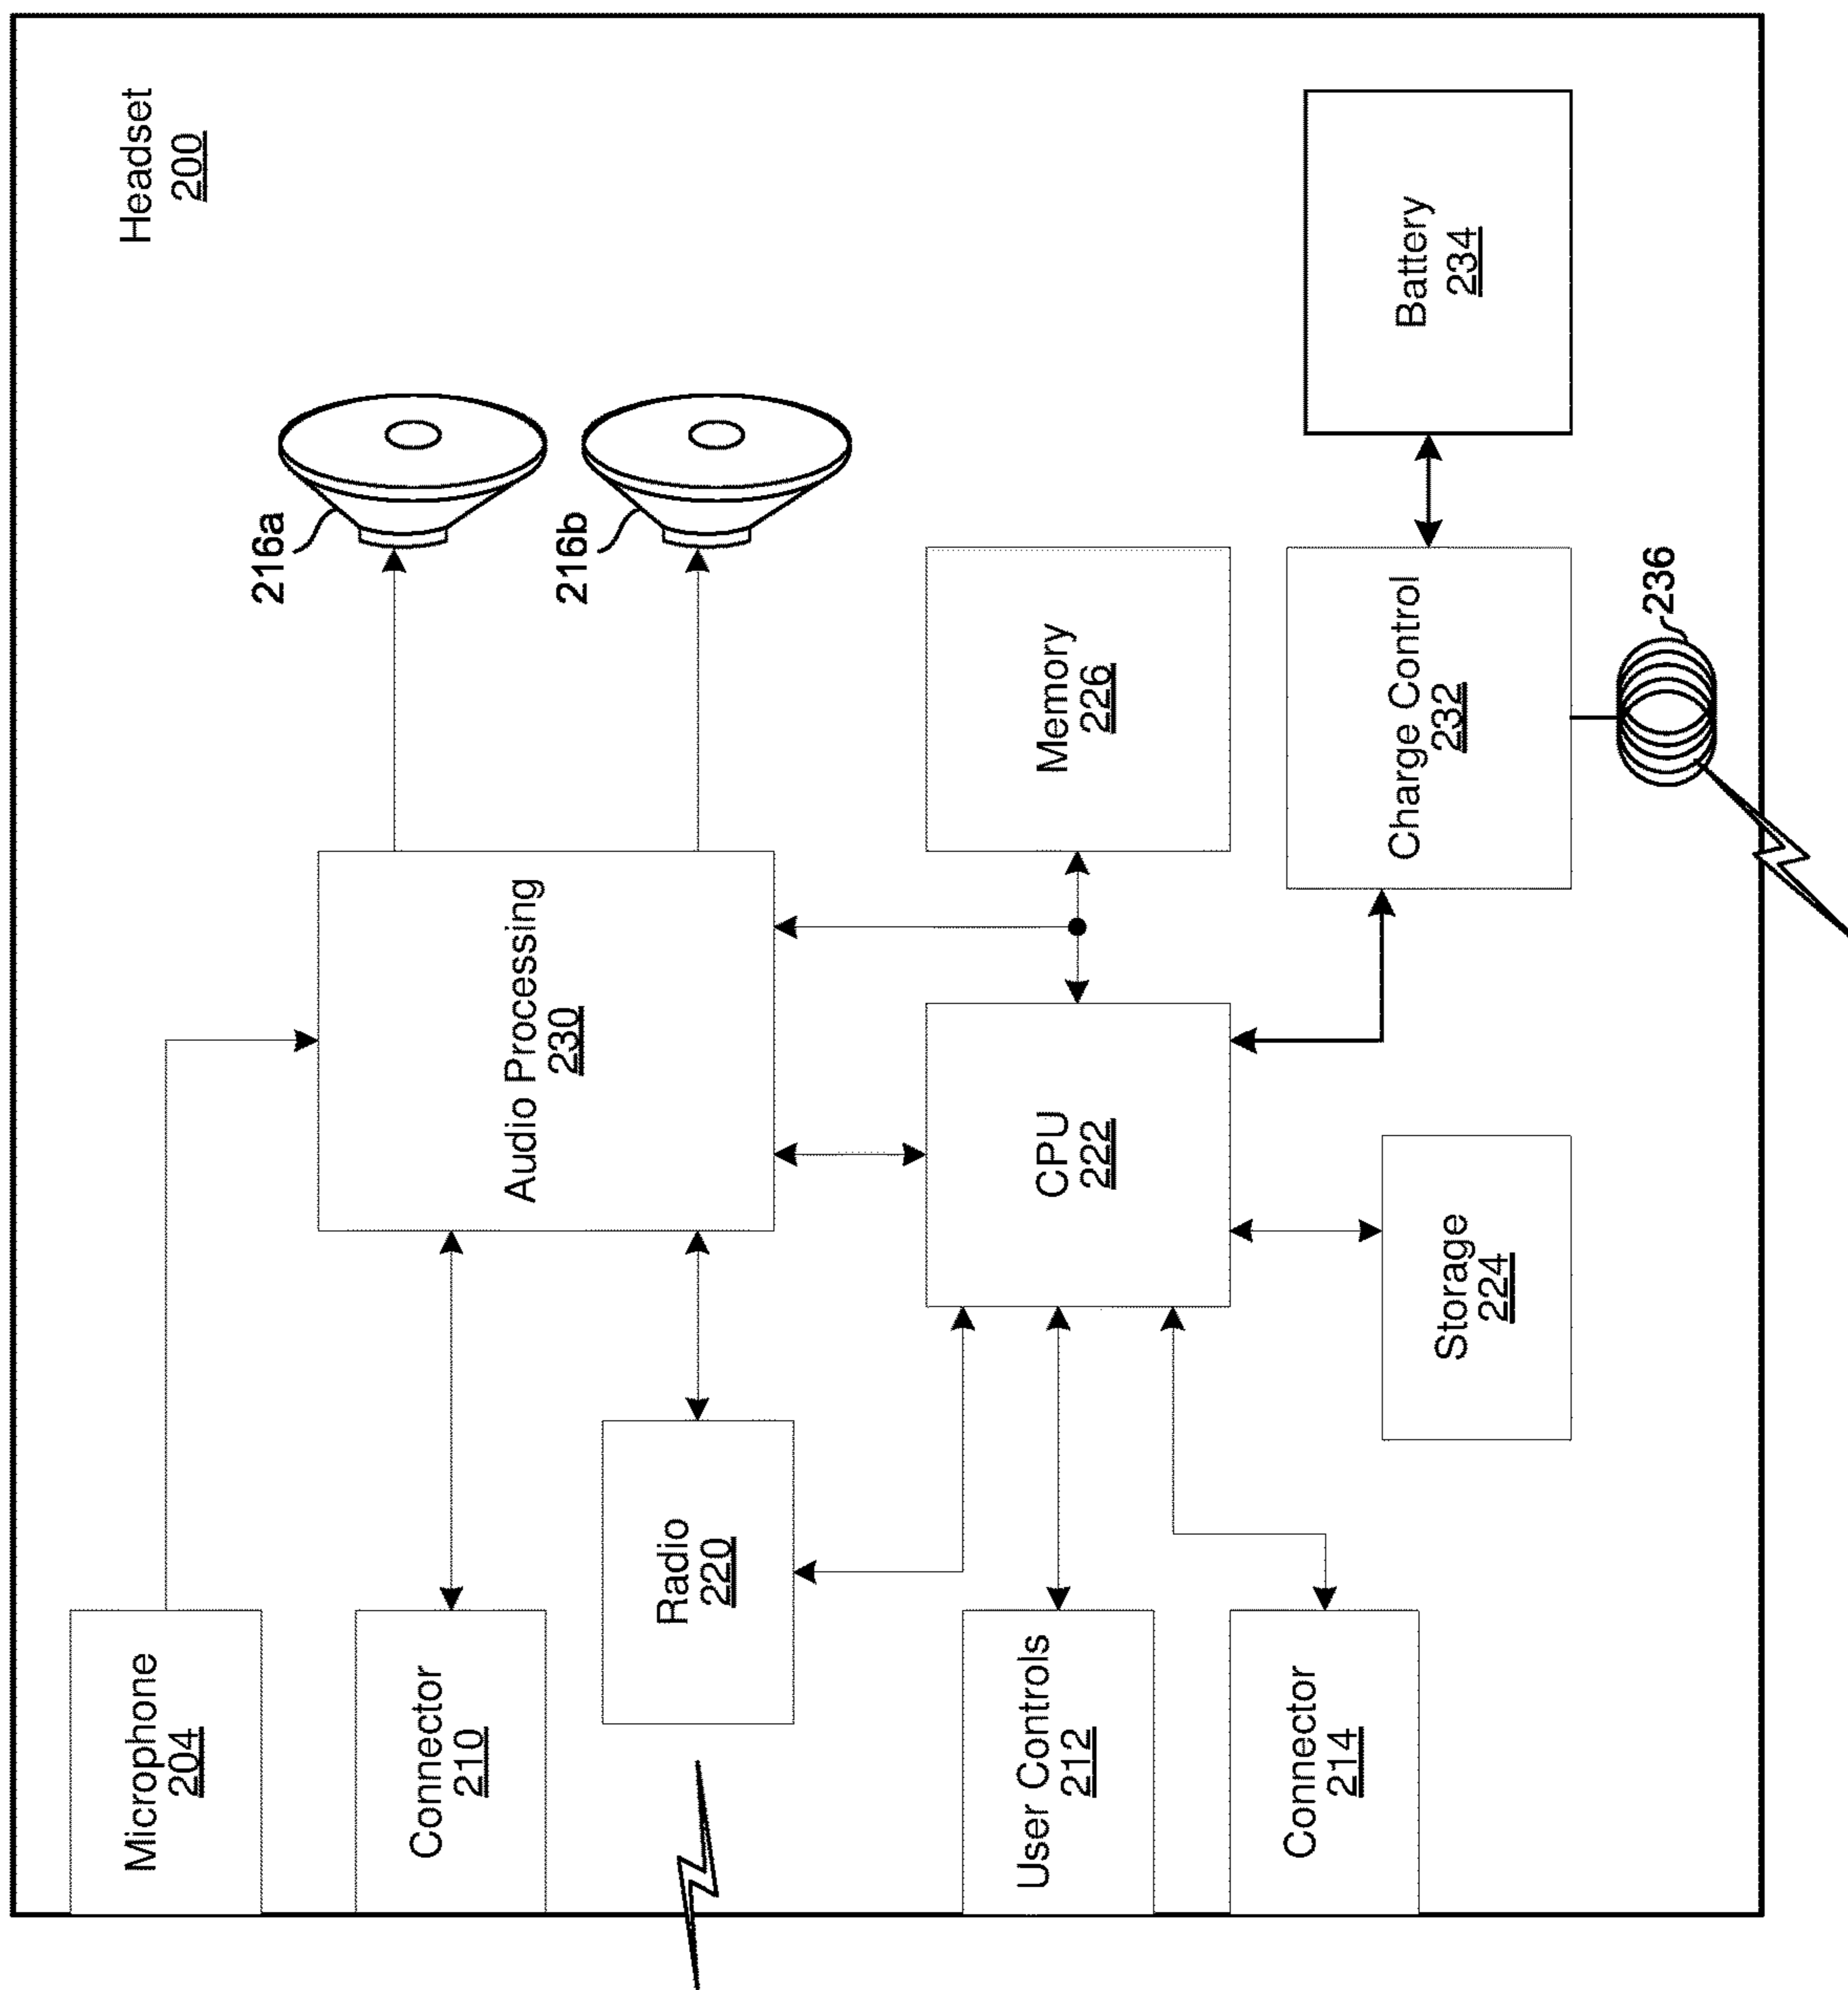 Headset
200
Microphone
204
Connector
210
Radio
220
User Controls
212
Connector
214
Audio Processing
230
CPU
222
Storage
224
216a
216b
Memory
226
Charge Control
232
Battery
234
236